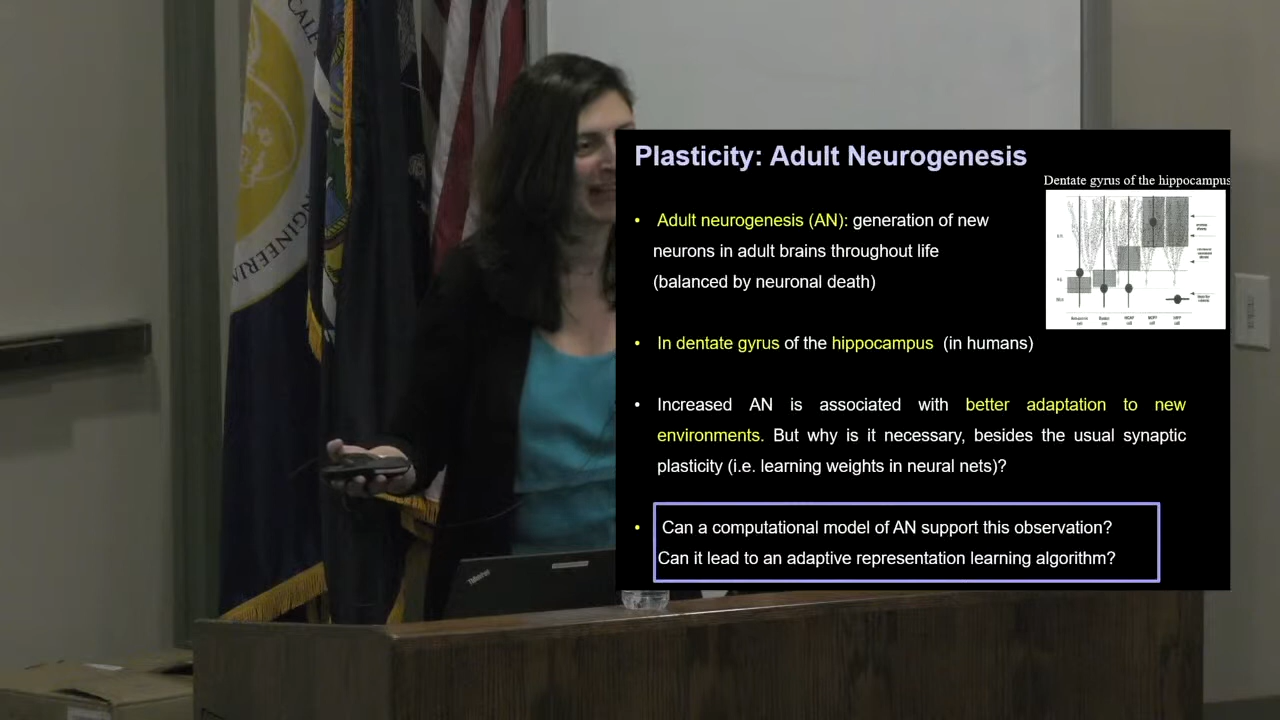 Plasticity: Adult Neurogenesis
Dentate gyrus of the hippocampus
• Adult neurogenesis (AN): generation of new
neurons in adult brains throughout life
(balanced by neuronal death)
• In dentate gyrus of the hippocampus (in humans)
• Increased AN is associated with better adaptation to new
environments. But why is it necessary, besides the usual synaptic
plasticity (i.e. learning weights in neural nets)?
• Can a computational model of AN support this observation?
Can it lead to an adaptive representation learning algorithm?
ThinkPad